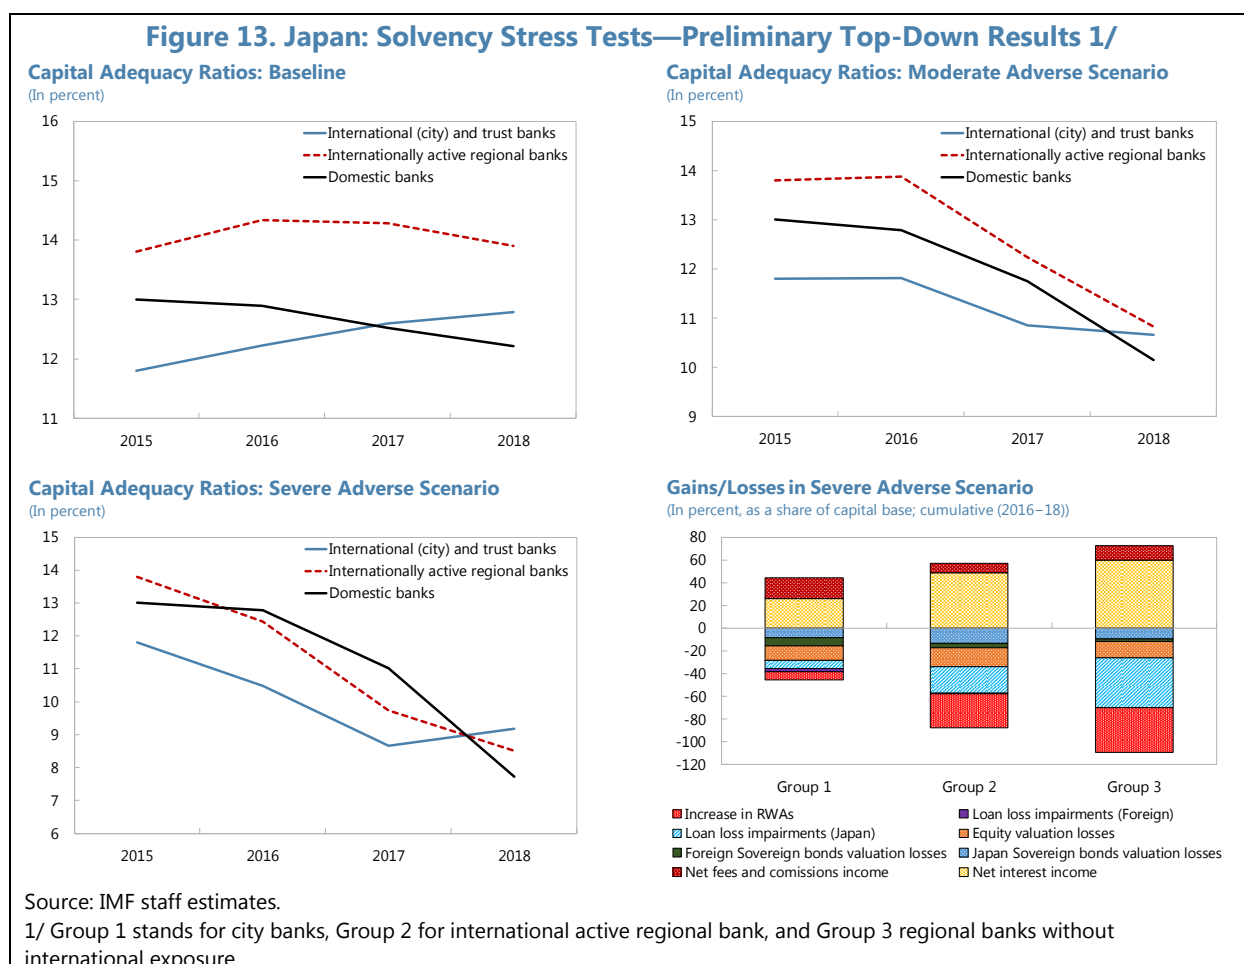 Figure 13. Japan: Solvency Stress Tests—Preliminary Top-Down Results 1/
Capital Adequacy Ratios: Baseline
(In percent)
16
15
14
13
12
11
International (city) and trust banks
Internationally active regional banks
Domestic banks
2015 2016 2017 2018
Capital Adequacy Ratios: Moderate Adverse Scenario
(In percent)
15
14
13
12
11
10
9
International (city) and trust banks
Internationally active regional banks
Domestic banks
2015 2016 2017 2018
Capital Adequacy Ratios: Severe Adverse Scenario
(In percent)
15
14
13
12
11
10
9
8
7
6
International (city) and trust banks
Internationally active regional banks
Domestic banks
2015 2016 2017 2018
Gains/Losses in Severe Adverse Scenario
(In percent, as a share of capital base; cumulative (2016−18))
80
60
40
20
0
-20
-40
-60
-80
-100
-120
Group 1 Group 2 Group 3
Increase in RWAs Loan loss impairments (Foreign)
Loan loss impairments (Japan) Equity valuation losses
Foreign Sovereign bonds valuation losses Japan Sovereign bonds valuation losses
Net fees and comissions income Net interest income
Source: IMF staff estimates.
1/ Group 1 stands for city banks, Group 2 for international active regional bank, and Group 3 regional banks without
international exposure